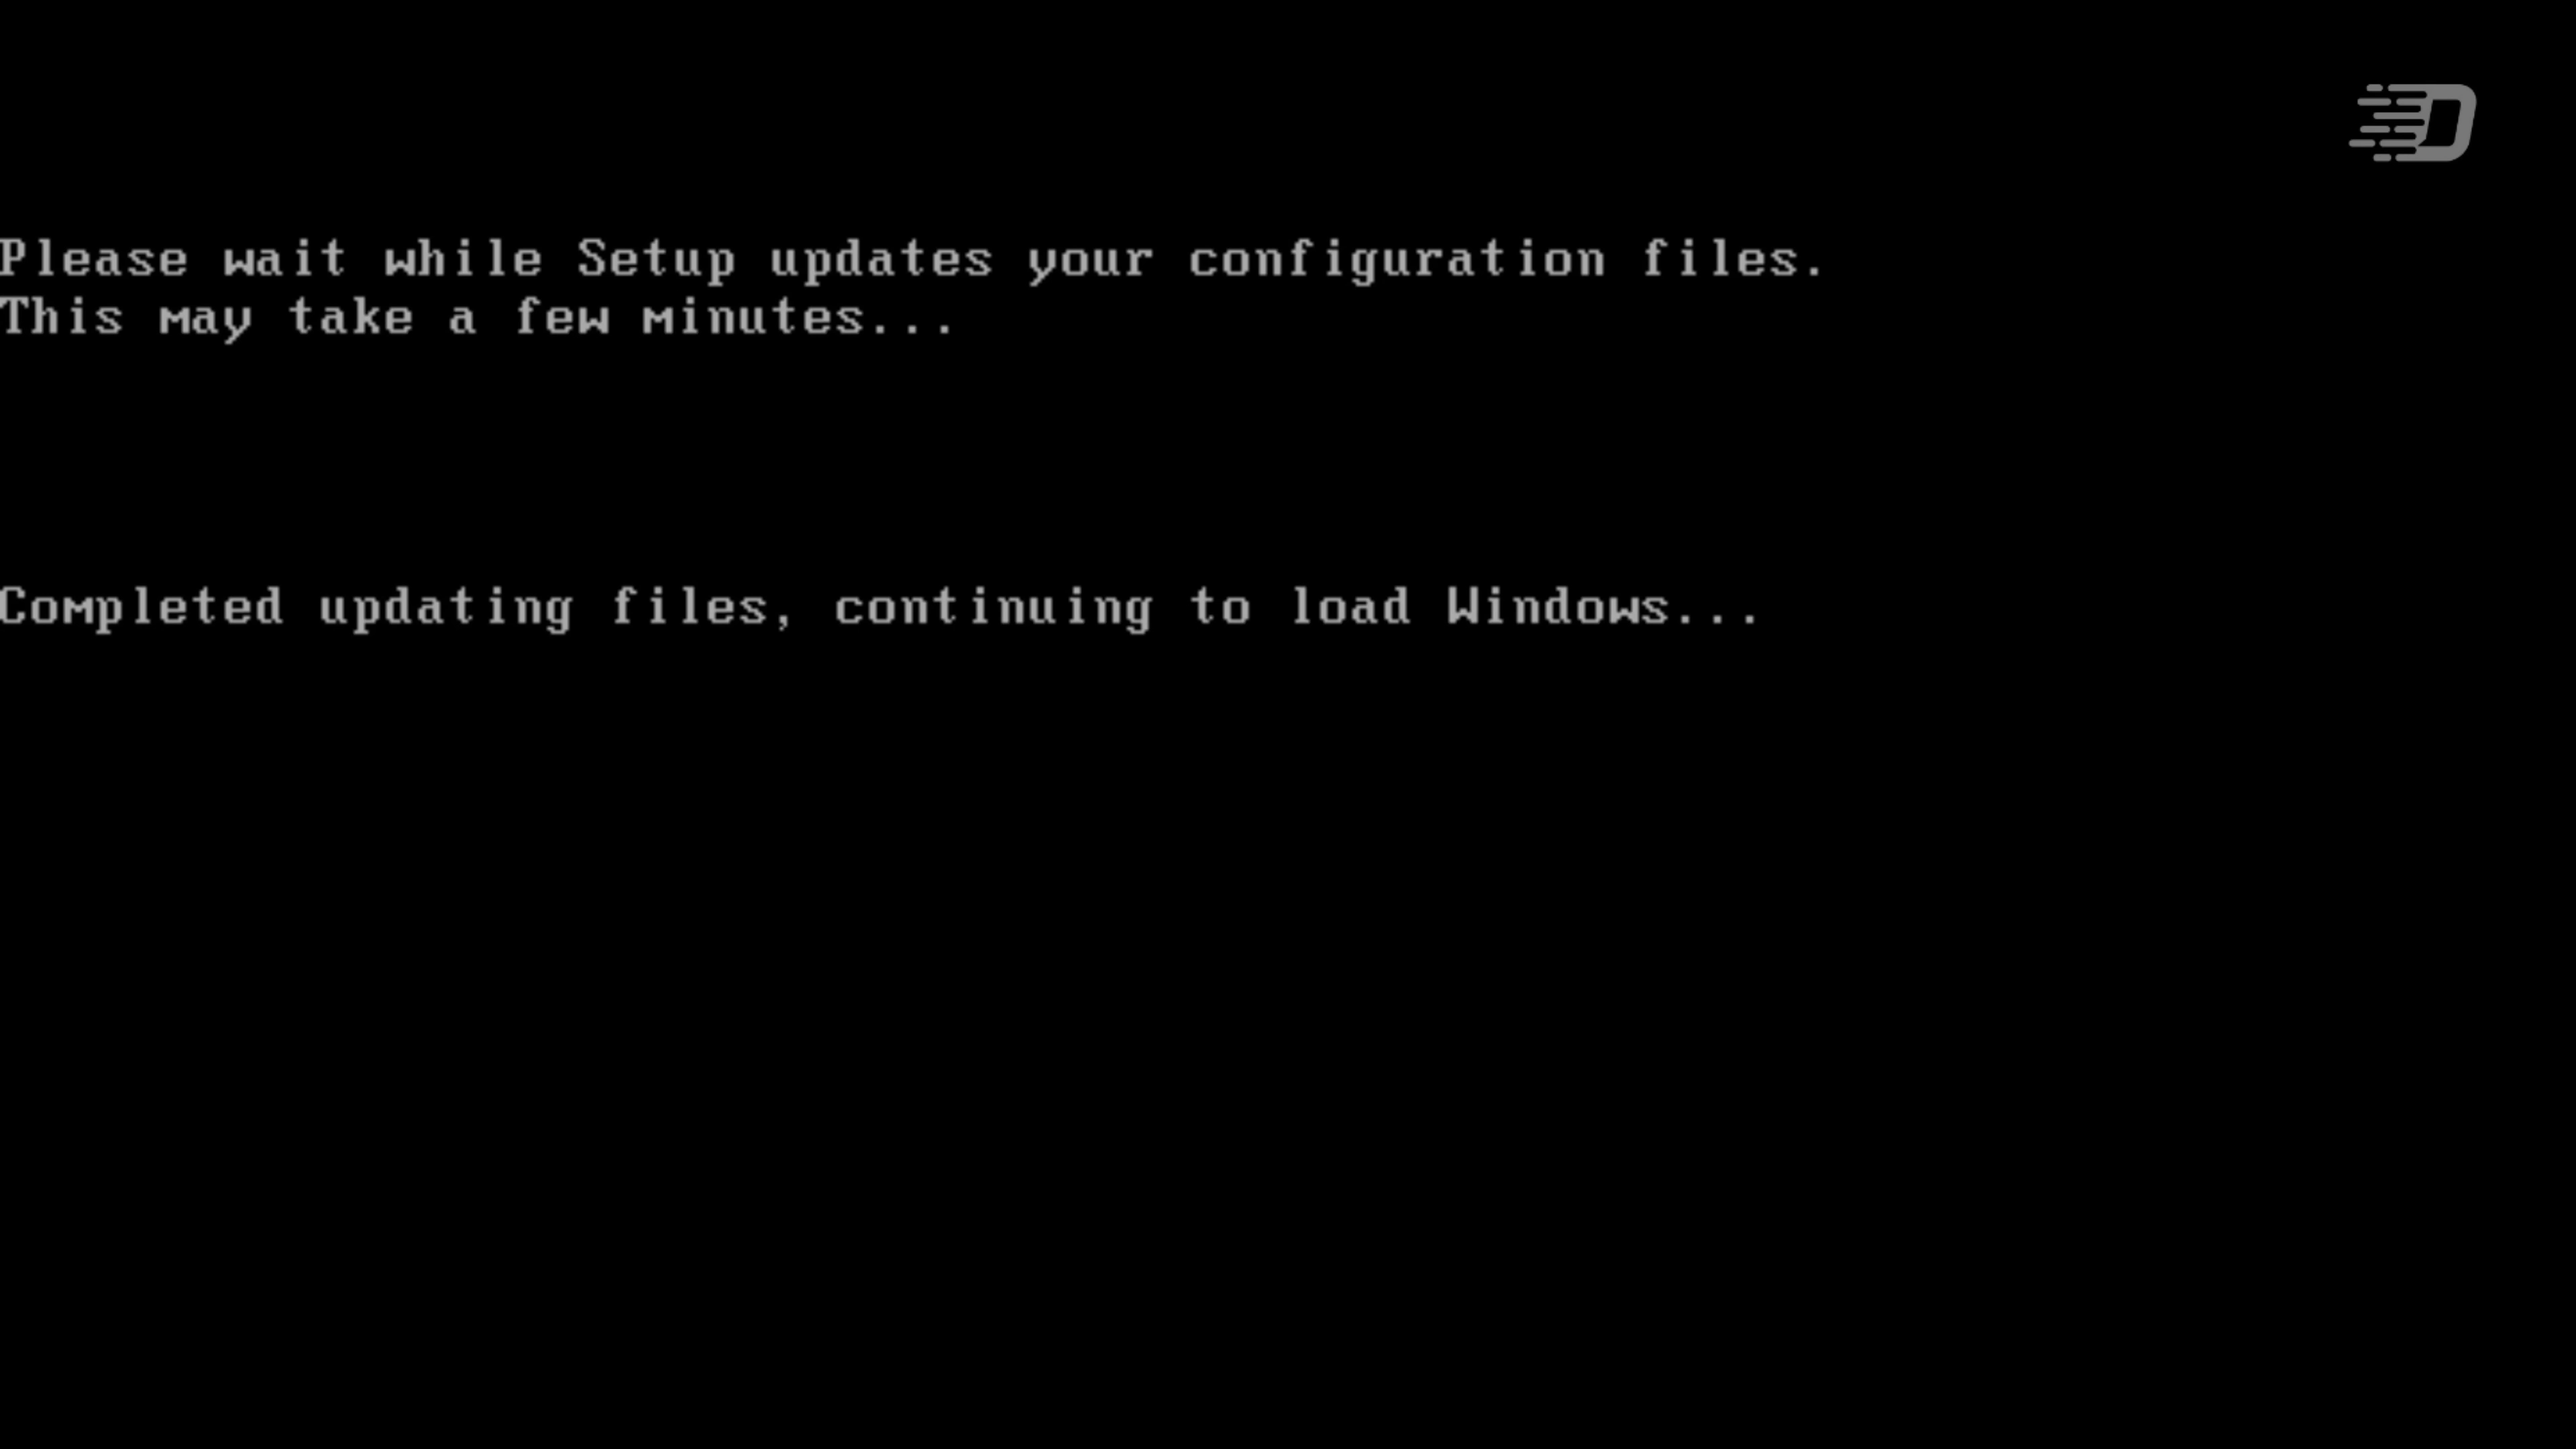 Please wait while Setup updates your configuration files.
This may take a few minutes...
Completed updating files, continuing to load Windows...